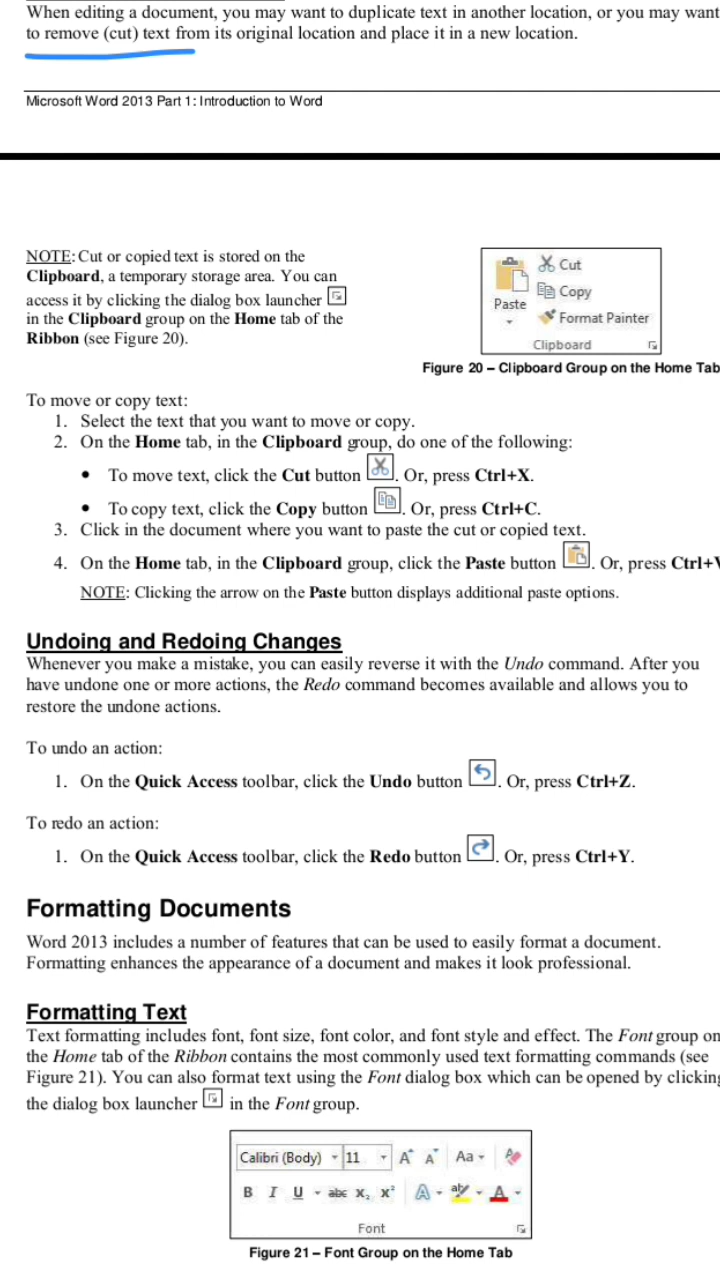 When editing a document, you may want to duplicate text in another location, or you may want
to remove (cut) text from its original location and place it in a new location.
Microsoft Word 2013 Part 1: Introduction to Word
NOTE: Cut or copied text is stored on the
Clipboard, a temporary storage area. You can
access it by clicking the dialog box launcher
in the Clipboard group on the Home tab of the
Ribbon (see Figure 20).
Cut
Copy
Paste
Format Painter
Clipboard
Figure 20 – Clipboard Group on the Home Tab
To move or copy text:
1. Select the text that you want to move or copy.
2. On the Home tab, in the Clipboard group, do one of the following:
• To move text, click the Cut button . Or, press Ctrl+X.
• To copy text, click the Copy button . Or, press Ctrl+C.
3. Click in the document where you want to paste the cut or copied text.
4. On the Home tab, in the Clipboard group, click the Paste button . Or, press Ctrl+V
NOTE: Clicking the arrow on the Paste button displays additional paste options.
Undoing and Redoing Changes
Whenever you make a mistake, you can easily reverse it with the Undo command. After you
have undone one or more actions, the Redo command becomes available and allows you to
restore the undone actions.
To undo an action:
1. On the Quick Access toolbar, click the Undo button . Or, press Ctrl+Z.
To redo an action:
1. On the Quick Access toolbar, click the Redo button . Or, press Ctrl+Y.
Formatting Documents
Word 2013 includes a number of features that can be used to easily format a document.
Formatting enhances the appearance of a document and makes it look professional.
Formatting Text
Text formatting includes font, font size, font color, and font style and effect. The Font group on
the Home tab of the Ribbon contains the most commonly used text formatting commands (see
Figure 21). You can also format text using the Font dialog box which can be opened by clicking
the dialog box launcher in the Font group.
Calibri (Body) 11 A A Aa A
B I U abc X₂ X² A ab A
Font
Figure 21 – Font Group on the Home Tab